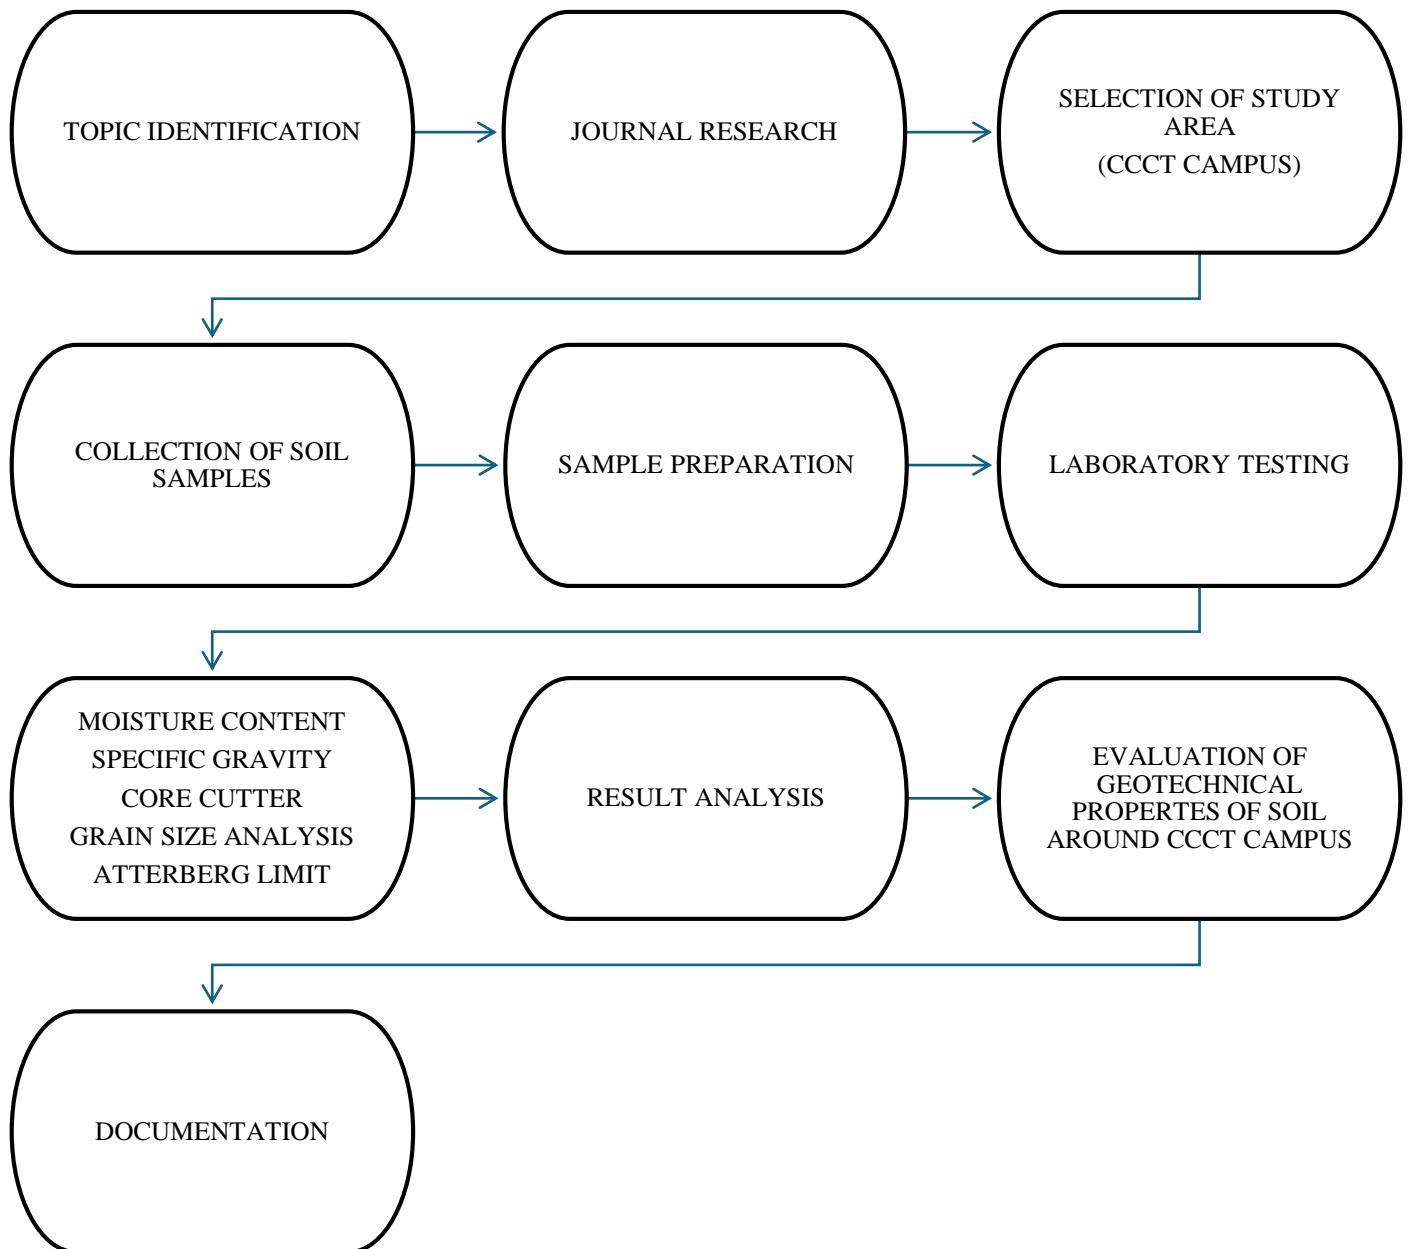 TOPIC IDENTIFICATION
JOURNAL RESEARCH
SELECTION OF STUDY
AREA
(CCCT CAMPUS)
COLLECTION OF SOIL
SAMPLES
SAMPLE PREPARATION
LABORATORY TESTING
MOISTURE CONTENT
SPECIFIC GRAVITY
CORE CUTTER
GRAIN SIZE ANALYSIS
ATTERBERG LIMIT
RESULT ANALYSIS
EVALUATION OF
GEOTECHNICAL
PROPERTES OF SOIL
AROUND CCCT CAMPUS
DOCUMENTATION